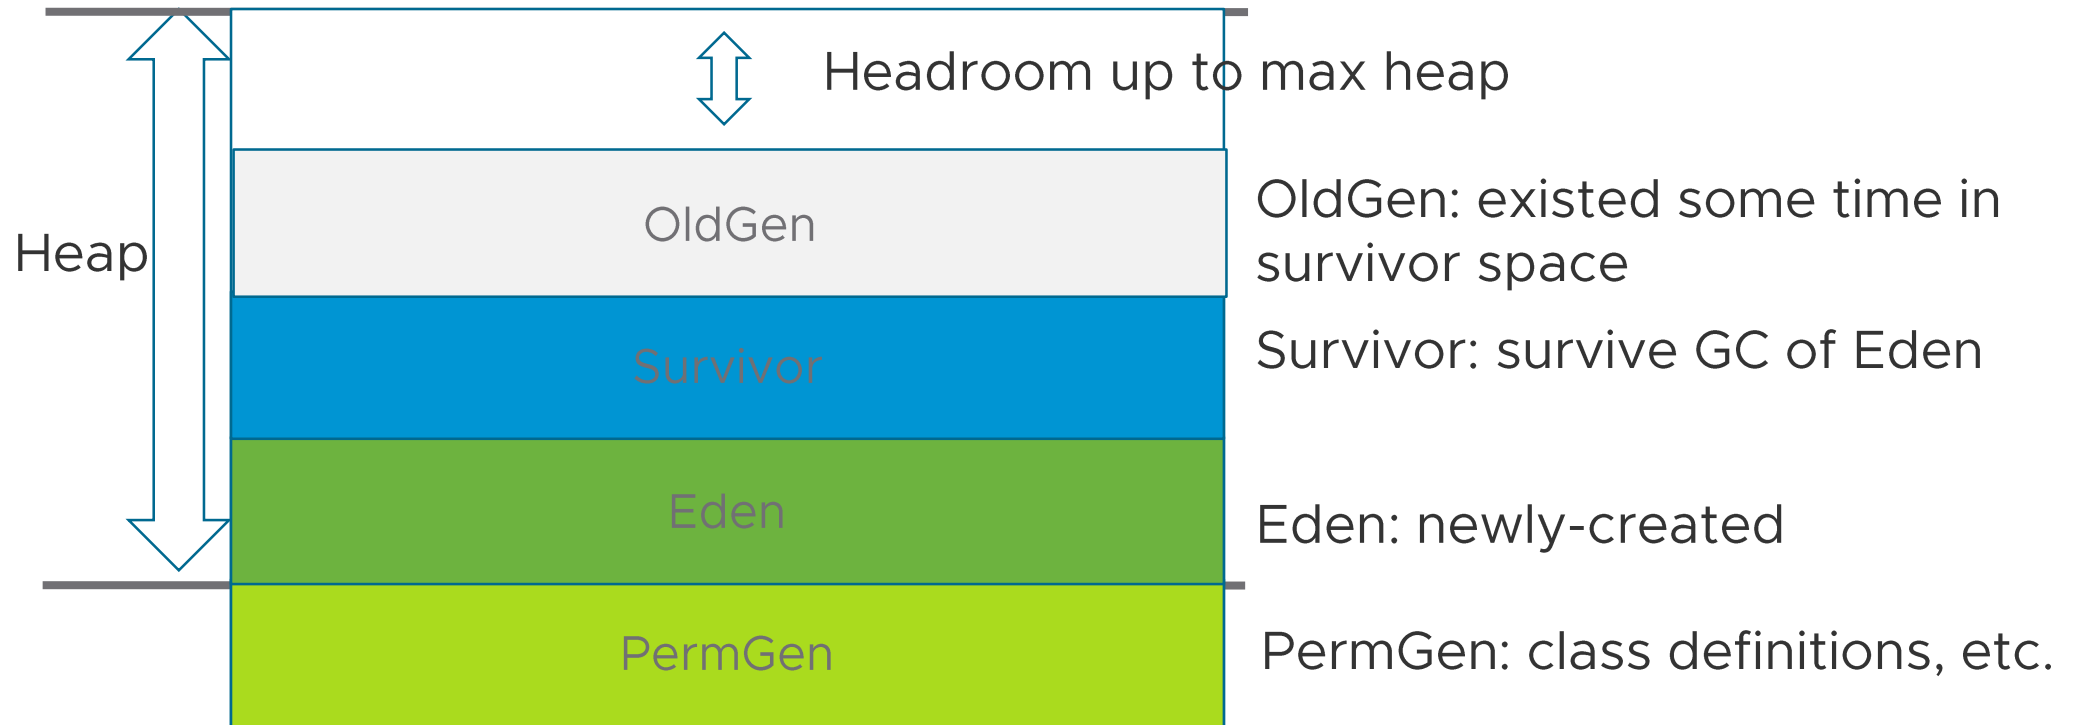 Headroom up to max heap
OldGen
OldGen: existed some time in
survivor space
Heap
Survivor
Survivor: survive GC of Eden
Eden
Eden: newly-created
PermGen
PermGen: class definitions, etc.